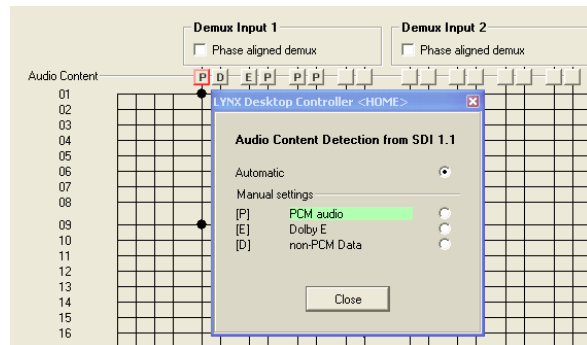 Demux Input 1 Demux Input 2
Phase aligned demux Phase aligned demux
Audio Content P D E P P P
01
LYNX Desktop Controller <HOME>
02
03
04
Audio Content Detection from SDI 1.1
05
06
Automatic
07
Manual settings
08
[P] PCM audio
09
[E] Dolby E
10
[D] non-PCM Data
11
12
13
Close
14
15
16